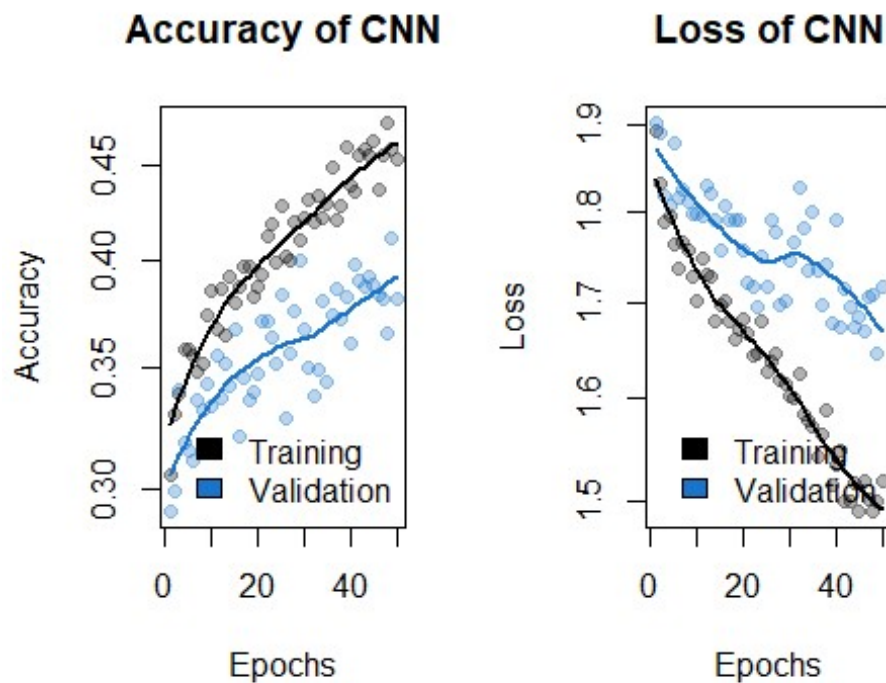 Accuracy of CNN
Accuracy
0.45
0.40
0.35
0.30
Training
Validation
0
20
40
Epochs
Loss of CNN
Loss
1.9
1.8
1.7
1.6
1.5
Training
Validation
0
20
40
Epochs